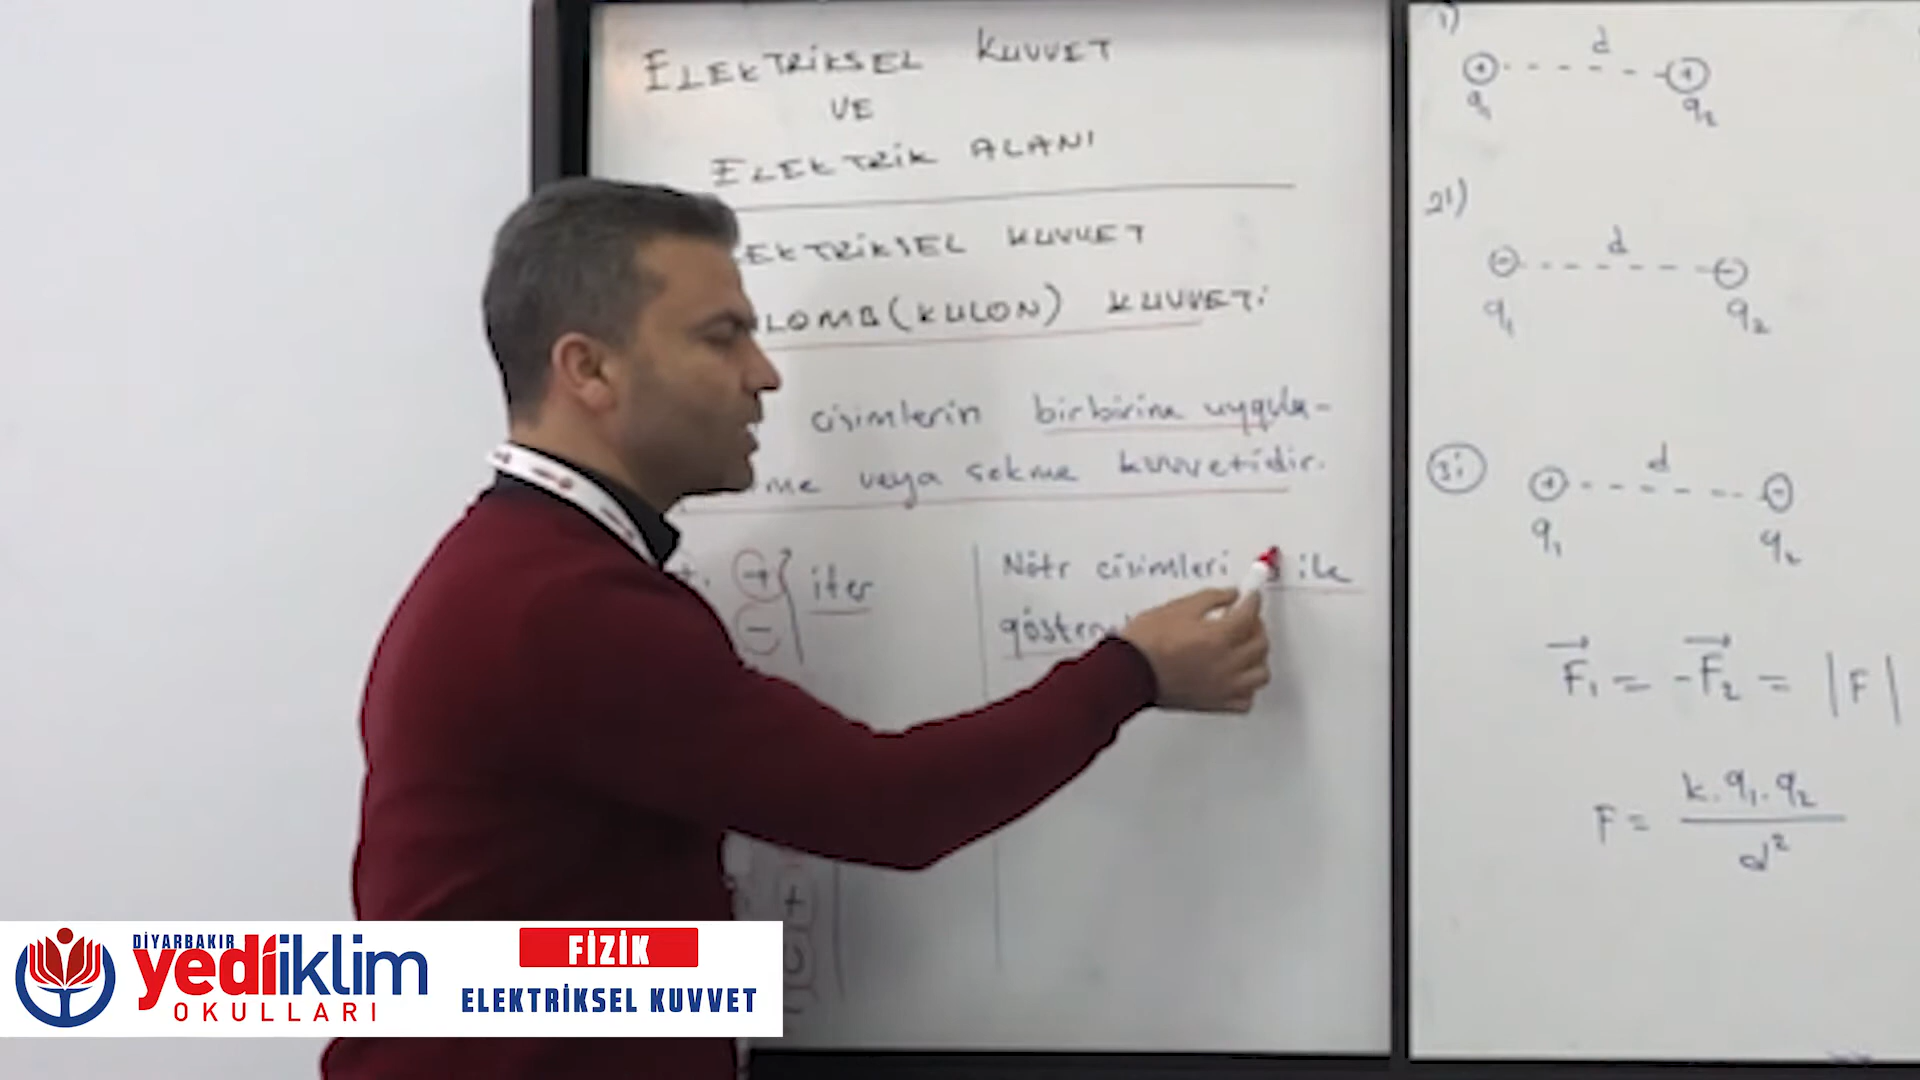 ELEKTRİKSEL KUVVET
VE
ELEKTRİK ALANI
EKTRİKSEL KUVVET
LOMB (KULON) KUVVETİ
cisimlerin birbirine uygula-
me veya sekme kuvvetidir.
+
-
iter
Nötr cisimleri ile
1)
+ d +
q₁ q₂
2)
- d -
q₁ q₂
3)
+ d -
q₁ q₂
F₁ = -F₂ = |F|
F = k.q₁.q₂
d²
DİYARBAKIR
yediiklim
OKULLARI
FİZİK
ELEKTRİKSEL KUVVET